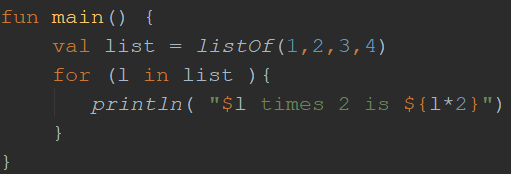 fun main() {
    val list = listOf(1,2,3,4)
    for (l in list ){
        println( "$l times 2 is ${l*2}")
    }
}